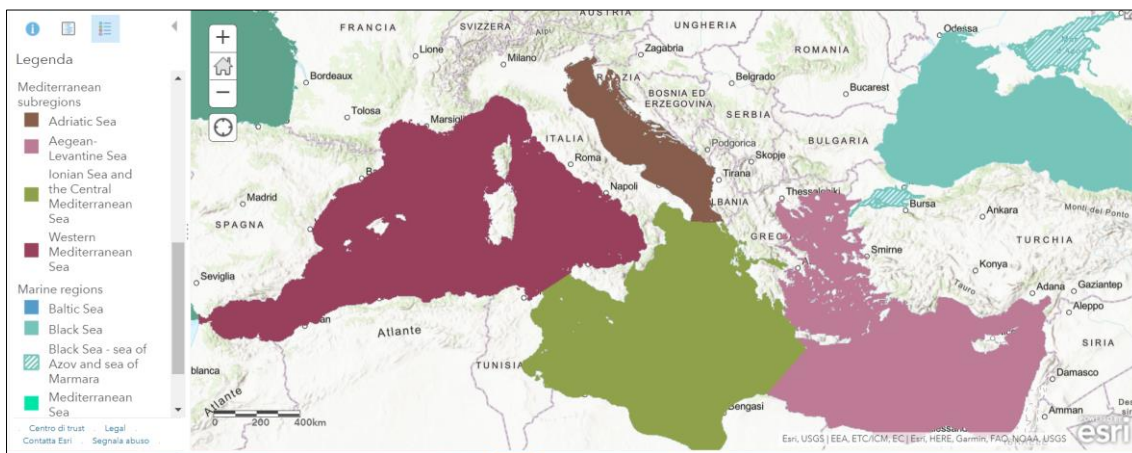 Legenda
Mediterranean
subregions
Adriatic Sea
Aegean-
Levantine Sea
Ionian Sea and
the Central
Mediterranean
Sea
Western
Mediterranean
Sea
Marine regions
Baltic Sea
Black Sea
Black Sea - sea of
Azov and sea of
Marmara
Mediterranean
Sea
Centro di trust
Legal
Contatta Esri
Segnala abuso
+
−
FRANCIA
SVIZZERA
AUSTRIA
UNGHERIA
Odessa
Lione
Milano
Zagabria
ROMANIA
Bordeaux
Belgrado
Bucarest
BOSNIA ED
ERZEGOVINA
Tolosa
SERBIA
ITALIA
BULGARIA
Podgorica
Skopje
Roma
Tirana
Madrid
Napoli
Bursa
Ankara
Monti del Ponto
SPAGNA
TURCHIA
Smirne
Konya
Siviglia
Tauro
Adana
Gaziantep
Aleppo
Atlante
SIRIA
TUNISIA
Damasco
Atlante
Amman
0
200
400km
Esri, USGS | EEA, ETC/ICM, EC | Esri, HERE, Garmin, FAO, NOAA, USGS
esri